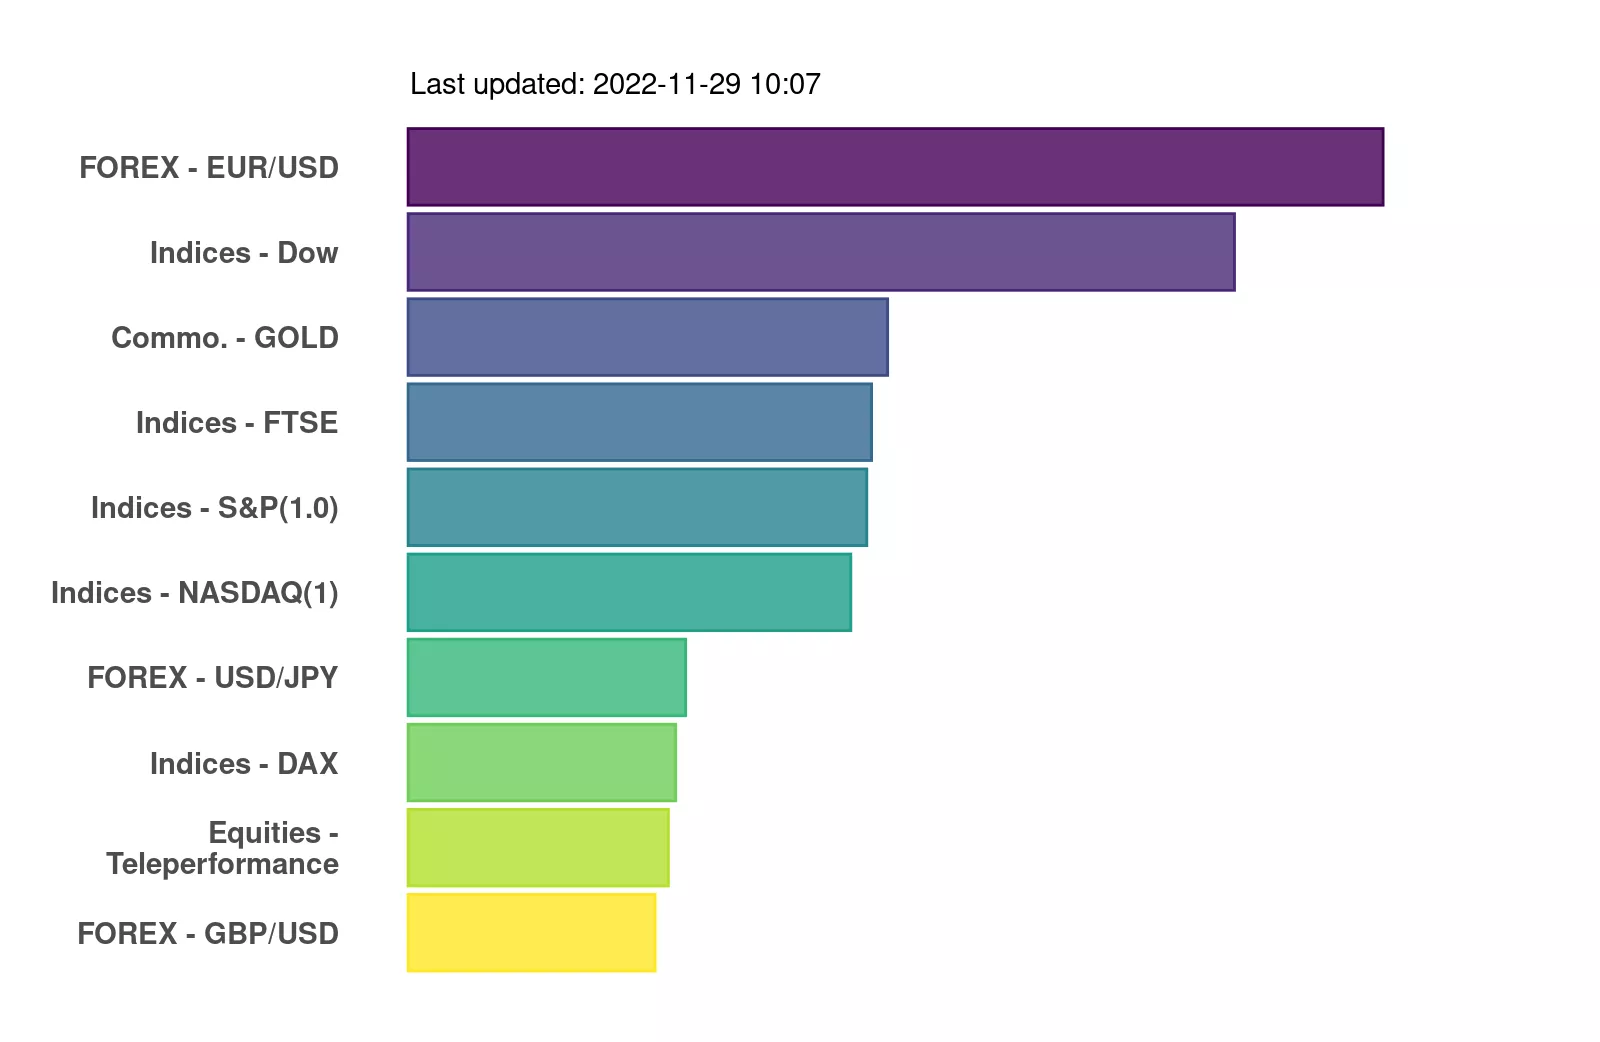 Last updated: 2022-11-29 10:07
FOREX - EUR/USD
Indices - Dow
Commo. - GOLD
Indices - FTSE
Indices - S&P(1.0)
Indices - NASDAQ(1)
FOREX - USD/JPY
Indices - DAX
Equities -
Teleperformance
FOREX - GBP/USD